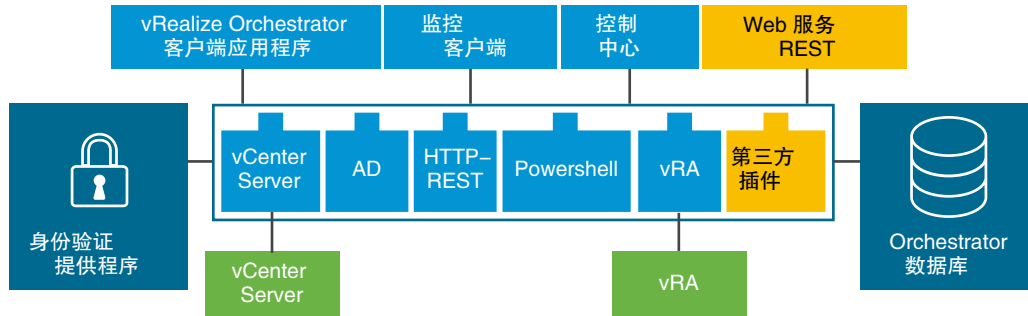 vRealize Orchestrator
客户端应用程序
监控
客户端
控制
中心
Web 服务
REST
身份验证
提供程序
vCenter
Server
AD
HTTP–
REST
Powershell
vRA
第三方
插件
Orchestrator
数据库
vCenter
Server
vRA